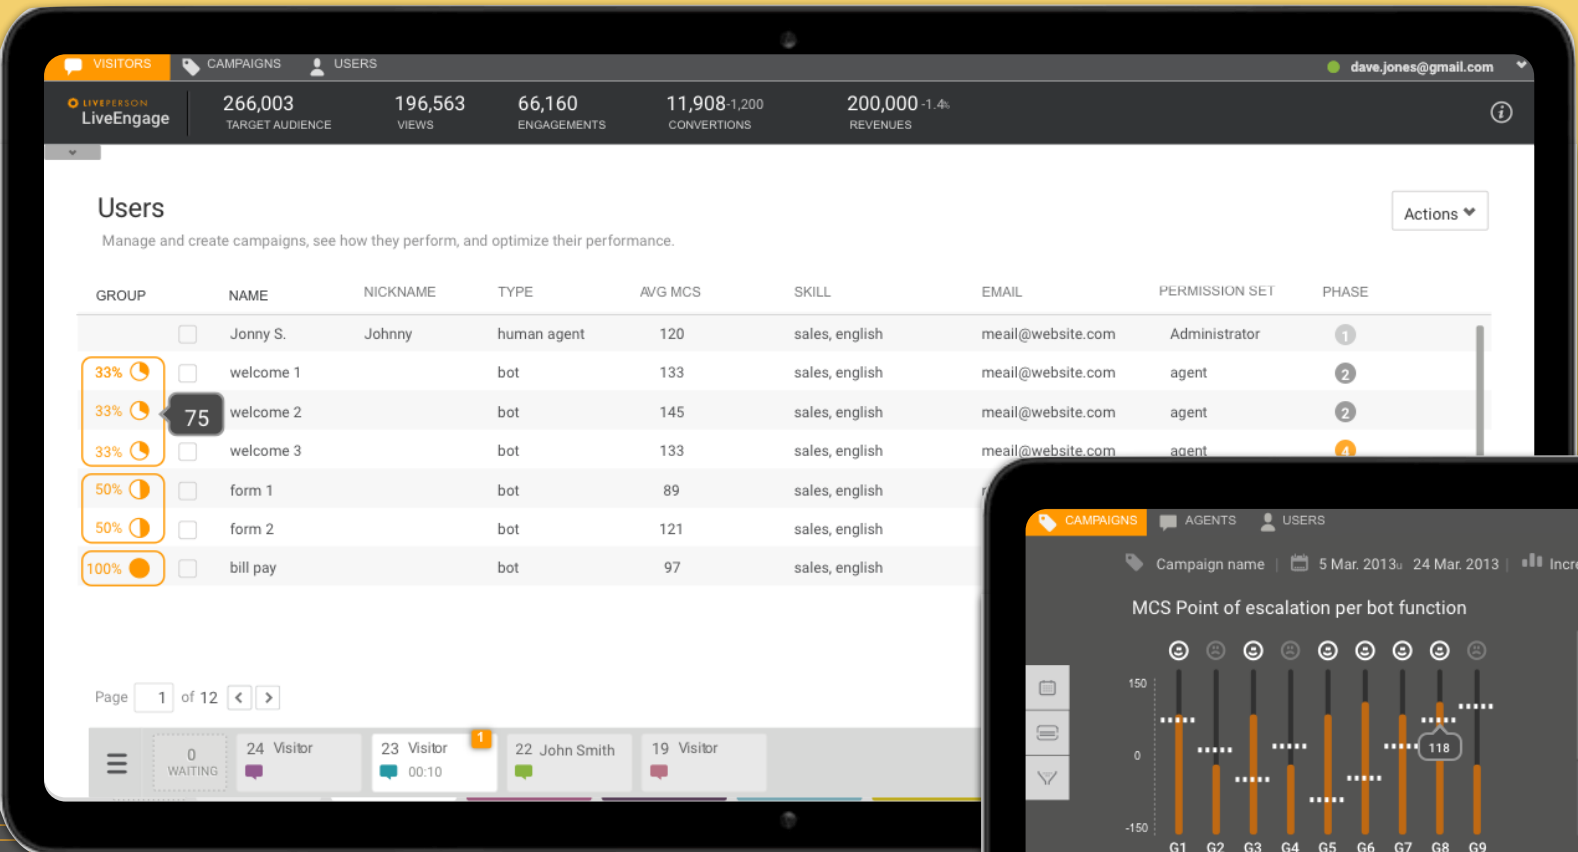 VISITORS CAMPAIGNS USERS dave.jones@gmail.com
LIVEPERSON
LiveEngage
266,003 196,563 66,160 11,908 -1,200 200,000 -1.4%
TARGET AUDIENCE VIEWS ENGAGEMENTS CONVERTIONS REVENUES
Users
Actions
Manage and create campaigns, see how they perform, and optimize their performance.
GROUP NAME NICKNAME TYPE AVG MCS SKILL EMAIL PERMISSION SET PHASE
Jonny S. Johnny human agent 120 sales, english meail@website.com Administrator 1
33% welcome 1 bot 133 sales, english meail@website.com agent 2
33% 75 welcome 2 bot 145 sales, english meail@website.com agent 2
33% welcome 3 bot 133 sales, english meail@website.com agent 4
50% form 1 bot 89 sales, english
50% form 2 bot 121 sales, english
100% bill pay bot 97 sales, english
Page 1 of 12
0
WAITING
24 Visitor
23 Visitor 1
00:10
22 John Smith
19 Visitor
CAMPAIGNS AGENTS USERS
Campaign name | 5 Mar. 2013 24 Mar. 2013 |
MCS Point of escalation per bot function
150
0
-150
118
G1 G2 G3 G4 G5 G6 G7 G8 G9